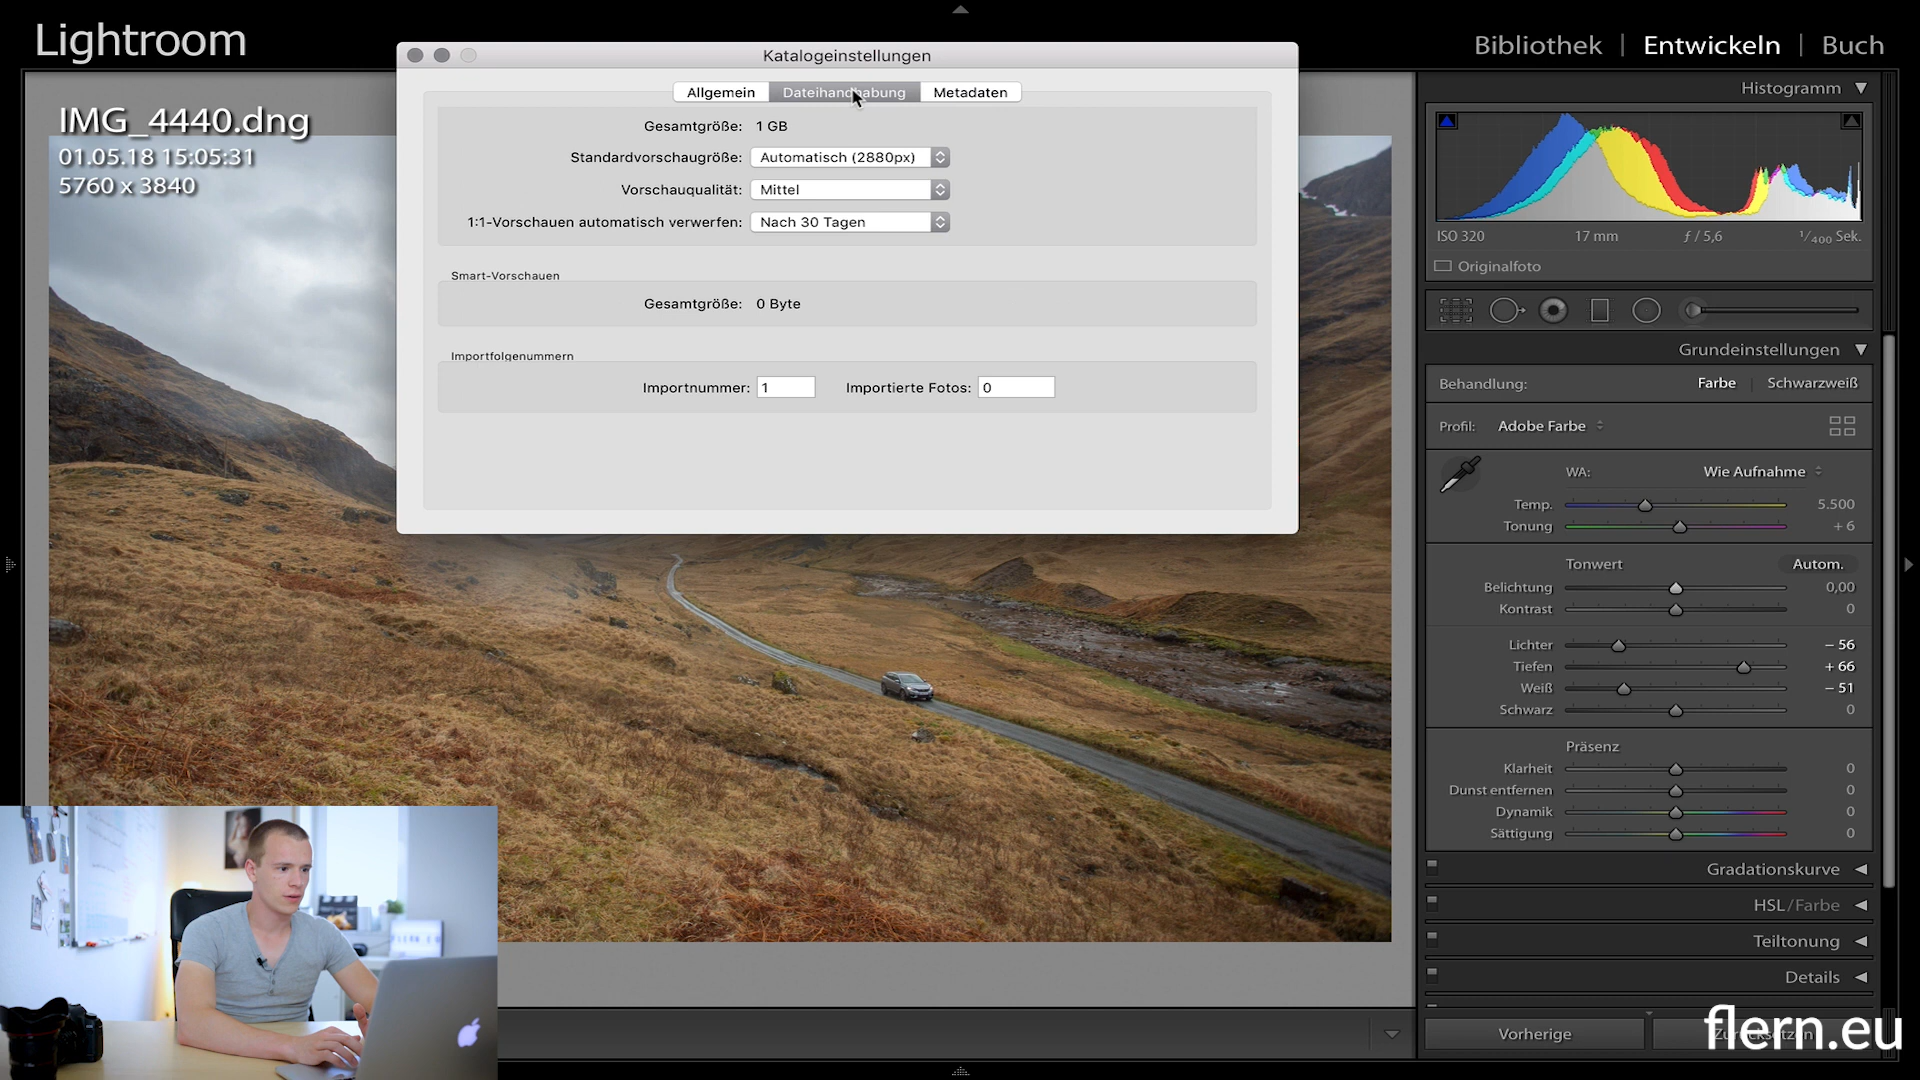 Lightroom
Bibliothek | Entwickeln | Buch
Katalogeinstellungen
Allgemein Dateihandhabung Metadaten
Gesamtgröße: 1 GB
Standardvorschaugröße: Automatisch (2880px)
Vorschauqualität: Mittel
1:1-Vorschauen automatisch verwerfen: Nach 30 Tagen
Smart-Vorschauen
Gesamtgröße: 0 Byte
Importfolgenummern
Importnummer: 1 Importierte Fotos: 0
IMG_4440.dng
01.05.18 15:05:31
5760 x 3840
Histogramm
ISO 320 17 mm ƒ / 5,6 1/400 Sek.
Originalfoto
Grundeinstellungen
Behandlung: Farbe | Schwarzweiß
Profil: Adobe Farbe
WA: Wie Aufnahme
Temp. 5.500
Tonung + 6
Tonwert Autom.
Belichtung 0,00
Kontrast 0
Lichter – 56
Tiefen + 66
Weiß – 51
Schwarz 0
Präsenz
Klarheit 0
Dunst entfernen 0
Dynamik 0
Sättigung 0
Gradationskurve
HSL / Farbe
Teiltonung
Details
Vorherige Zurücksetzen
flern.eu